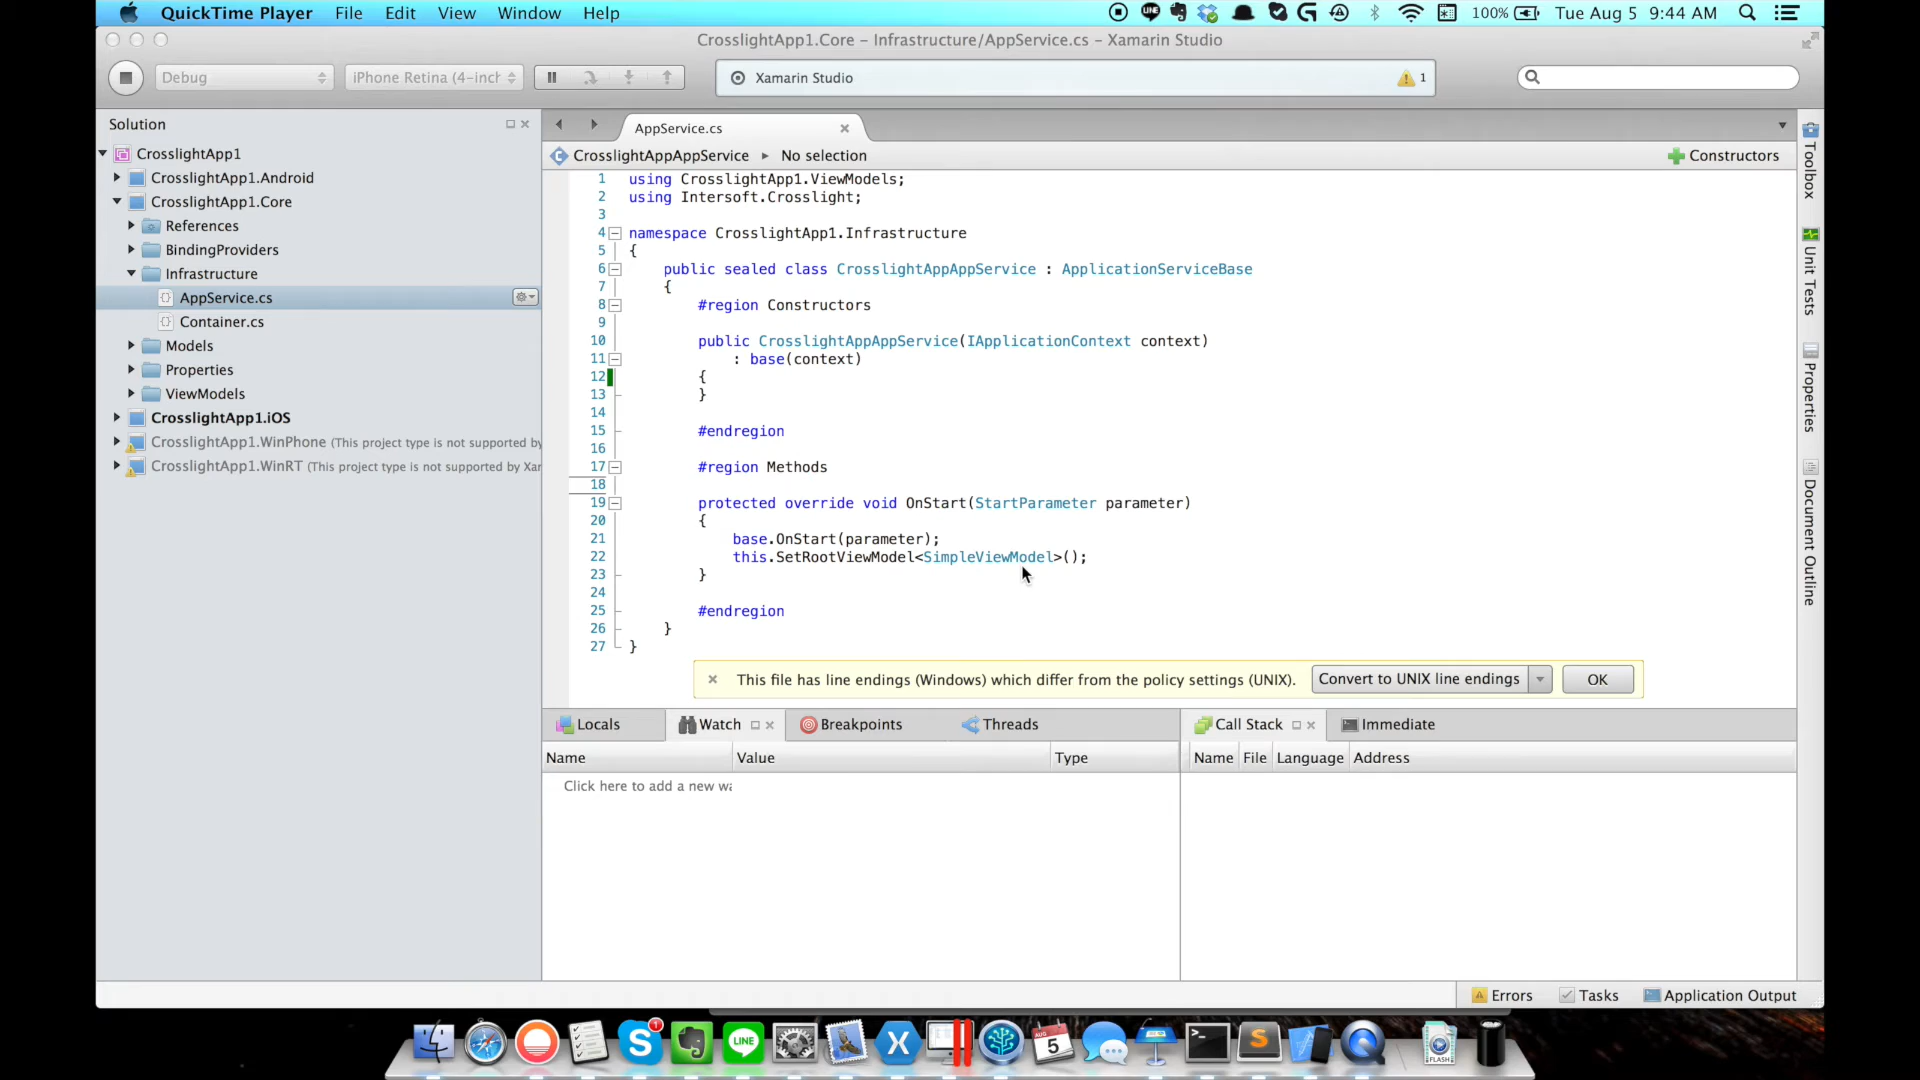 QuickTime Player File Edit View Window Help
100% Tue Aug 5 9:44 AM
CrosslightApp1.Core – Infrastructure/AppService.cs – Xamarin Studio
Debug
iPhone Retina (4-inch
Xamarin Studio
1
Solution
CrosslightApp1
CrosslightApp1.Android
CrosslightApp1.Core
References
BindingProviders
Infrastructure
AppService.cs
Container.cs
Models
Properties
ViewModels
CrosslightApp1.iOS
CrosslightApp1.WinPhone (This project type is not supported by
CrosslightApp1.WinRT (This project type is not supported by Xar
AppService.cs
CrosslightAppAppService ▸ No selection
Constructors
1 using CrosslightApp1.ViewModels;
2 using Intersoft.Crosslight;
3
4 namespace CrosslightApp1.Infrastructure
5 {
6 public sealed class CrosslightAppAppService : ApplicationServiceBase
7 {
8 #region Constructors
9
10 public CrosslightAppAppService(IApplicationContext context)
11 : base(context)
12 {
13 }
14
15 #endregion
16
17 #region Methods
18
19 protected override void OnStart(StartParameter parameter)
20 {
21 base.OnStart(parameter);
22 this.SetRootViewModel<SimpleViewModel>();
23 }
24
25 #endregion
26 }
27 }
This file has line endings (Windows) which differ from the policy settings (UNIX).
Convert to UNIX line endings
OK
Toolbox
Unit Tests
Properties
Document Outline
Locals Watch Breakpoints Threads
Name Value Type
Click here to add a new wa
Call Stack Immediate
Name File Language Address
Errors Tasks Application Output
1
LINE
AUG
5
FLASH